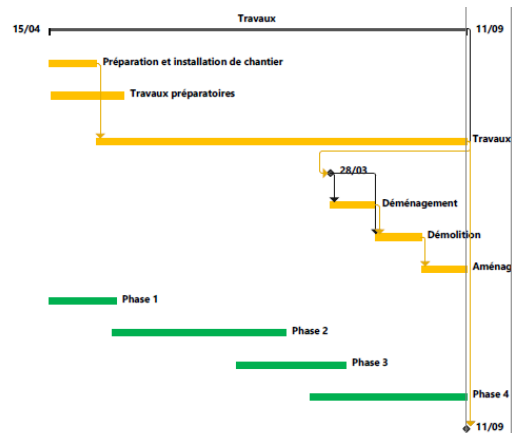 Travaux
15/04
11/09
Préparation et installation de chantier
Travaux préparatoires
Travaux
28/03
Déménagement
Démolition
Aménag
Phase 1
Phase 2
Phase 3
Phase 4
11/09